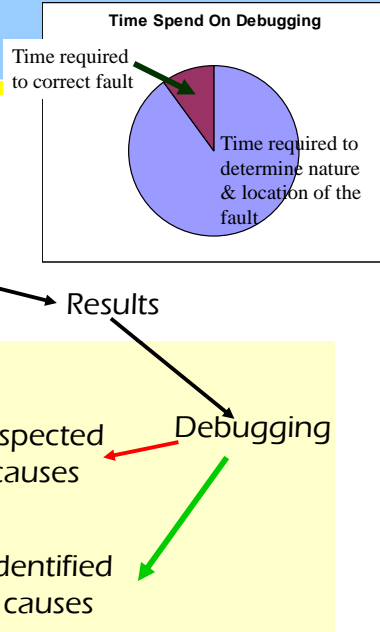 Time Spend On Debugging
Time required
to correct fault
Time required to
determine nature
& location of the
fault
Results
Debugging
spected
causes
dentified
causes